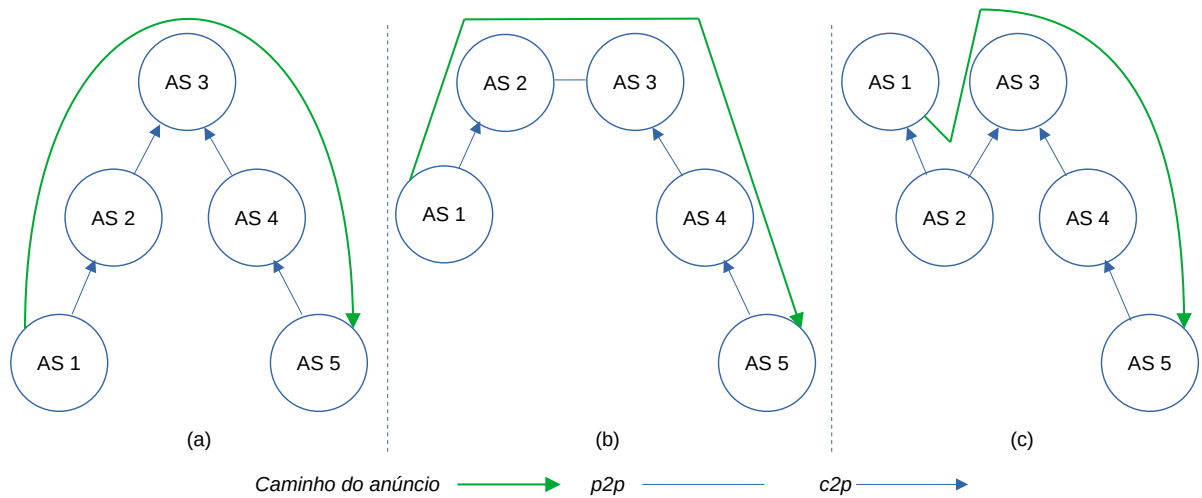 AS 3
AS 2
AS 4
AS 1
AS 5
(a)
AS 2
AS 3
AS 1
AS 4
AS 5
(b)
AS 1
AS 3
AS 2
AS 4
AS 5
(c)
Caminho do anúncio
p2p
c2p